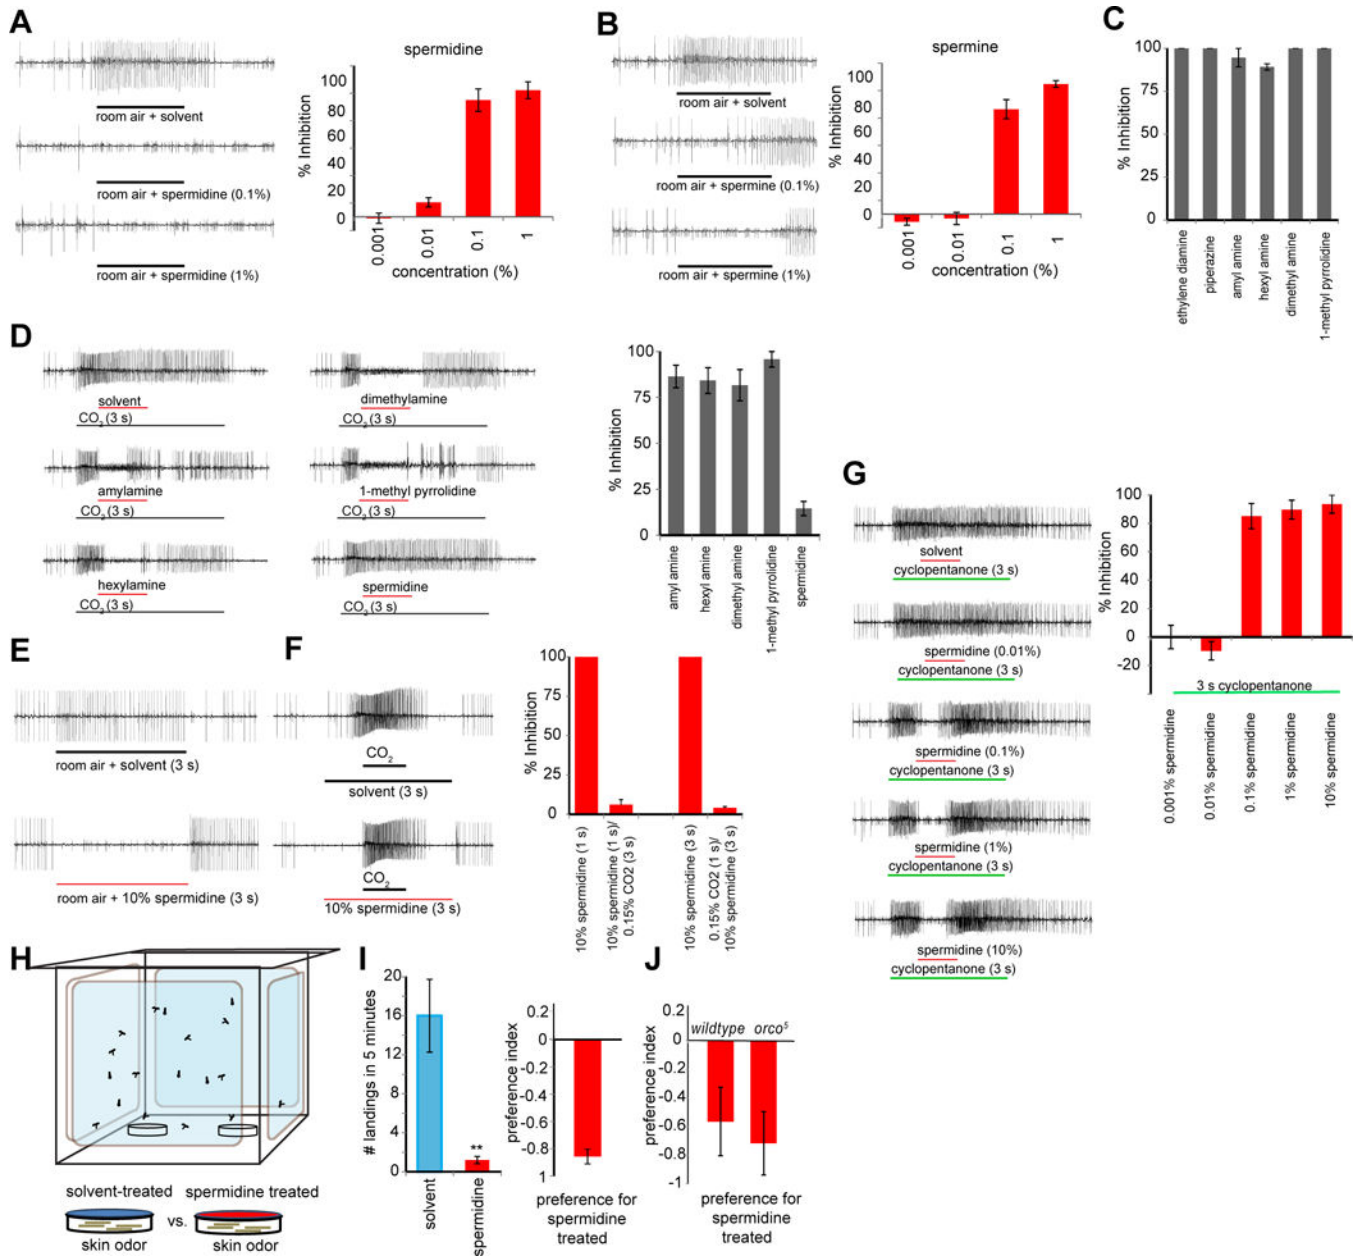 A
room air + solvent
room air + spermidine (0.1%)
room air + spermidine (1%)
spermidine
% Inhibition
100
80
60
40
20
0
0.001
0.01
0.1
1
concentration (%)
B
room air + solvent
room air + spermine (0.1%)
room air + spermine (1%)
spermine
% Inhibition
100
80
60
40
20
0
0.001
0.01
0.1
1
concentration (%)
C
% Inhibition
100
75
50
25
0
ethylene diamine
piperazine
amyl amine
hexyl amine
dimethyl amine
1-methyl pyrrolidine
D
solvent
CO2 (3 s)
amylamine
CO2 (3 s)
hexylamine
CO2 (3 s)
dimethylamine
CO2 (3 s)
1-methyl pyrrolidine
CO2 (3 s)
spermidine
CO2 (3 s)
% Inhibition
100
75
50
25
0
amyl amine
hexyl amine
dimethyl amine
1-methyl pyrrolidine
spermidine
E
room air + solvent (3 s)
room air + 10% spermidine (3 s)
F
CO2
solvent (3 s)
CO2
10% spermidine (3 s)
% Inhibition
100
75
50
25
0
10% spermidine (1 s)
10% spermidine (1 s)/
0.15% CO2 (3 s)
10% spermidine (3 s)
0.15% CO2 (1 s)/
10% spermidine (3 s)
G
solvent
cyclopentanone (3 s)
spermidine (0.01%)
cyclopentanone (3 s)
spermidine (0.1%)
cyclopentanone (3 s)
spermidine (1%)
cyclopentanone (3 s)
spermidine (10%)
cyclopentanone (3 s)
% Inhibition
100
80
60
40
20
0
-20
3 s cyclopentanone
0.001% spermidine
0.01% spermidine
0.1% spermidine
1% spermidine
10% spermidine
H
solvent-treated
spermidine treated
vs.
skin odor
skin odor
I
# landings in 5 minutes
20
16
12
8
4
0
**
solvent
spermidine
preference index
0.2
0
-0.2
-0.4
-0.6
-0.8
1
preference for
spermidine
treated
J
preference index
0.2
0
-0.2
-0.4
-0.6
-0.8
-1
wildtype orco5
preference for
spermidine
treated